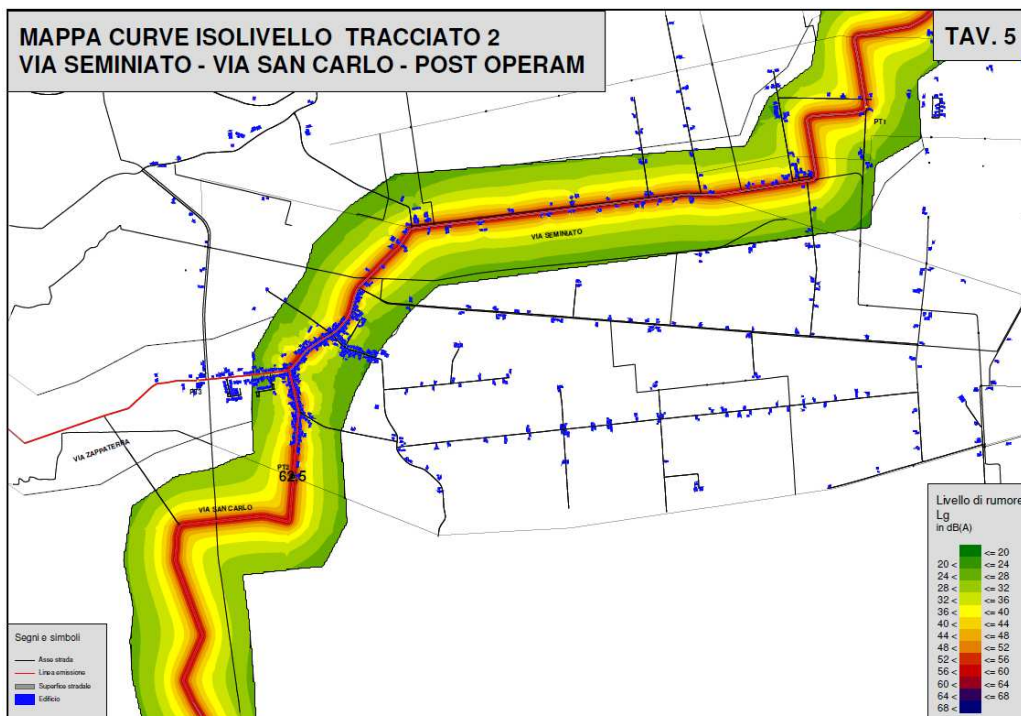 MAPPA CURVE ISOLIVELLO TRACCIATO 2
VIA SEMINIATO - VIA SAN CARLO - POST OPERAM
TAV. 5
PT1
VIA SEMINIATO
PT3
VIA ZAPPATERRA
PT2
62.5
VIA SAN CARLO
Segni e simboli
Asse strada
Linea emissione
Superficie stradale
Edificio
Livello di rumore
Lg
in dB(A)
<= 20
20 < <= 24
24 < <= 28
28 < <= 32
32 < <= 36
36 < <= 40
40 < <= 44
44 < <= 48
48 < <= 52
52 < <= 56
56 < <= 60
60 < <= 64
64 < <= 68
68 <